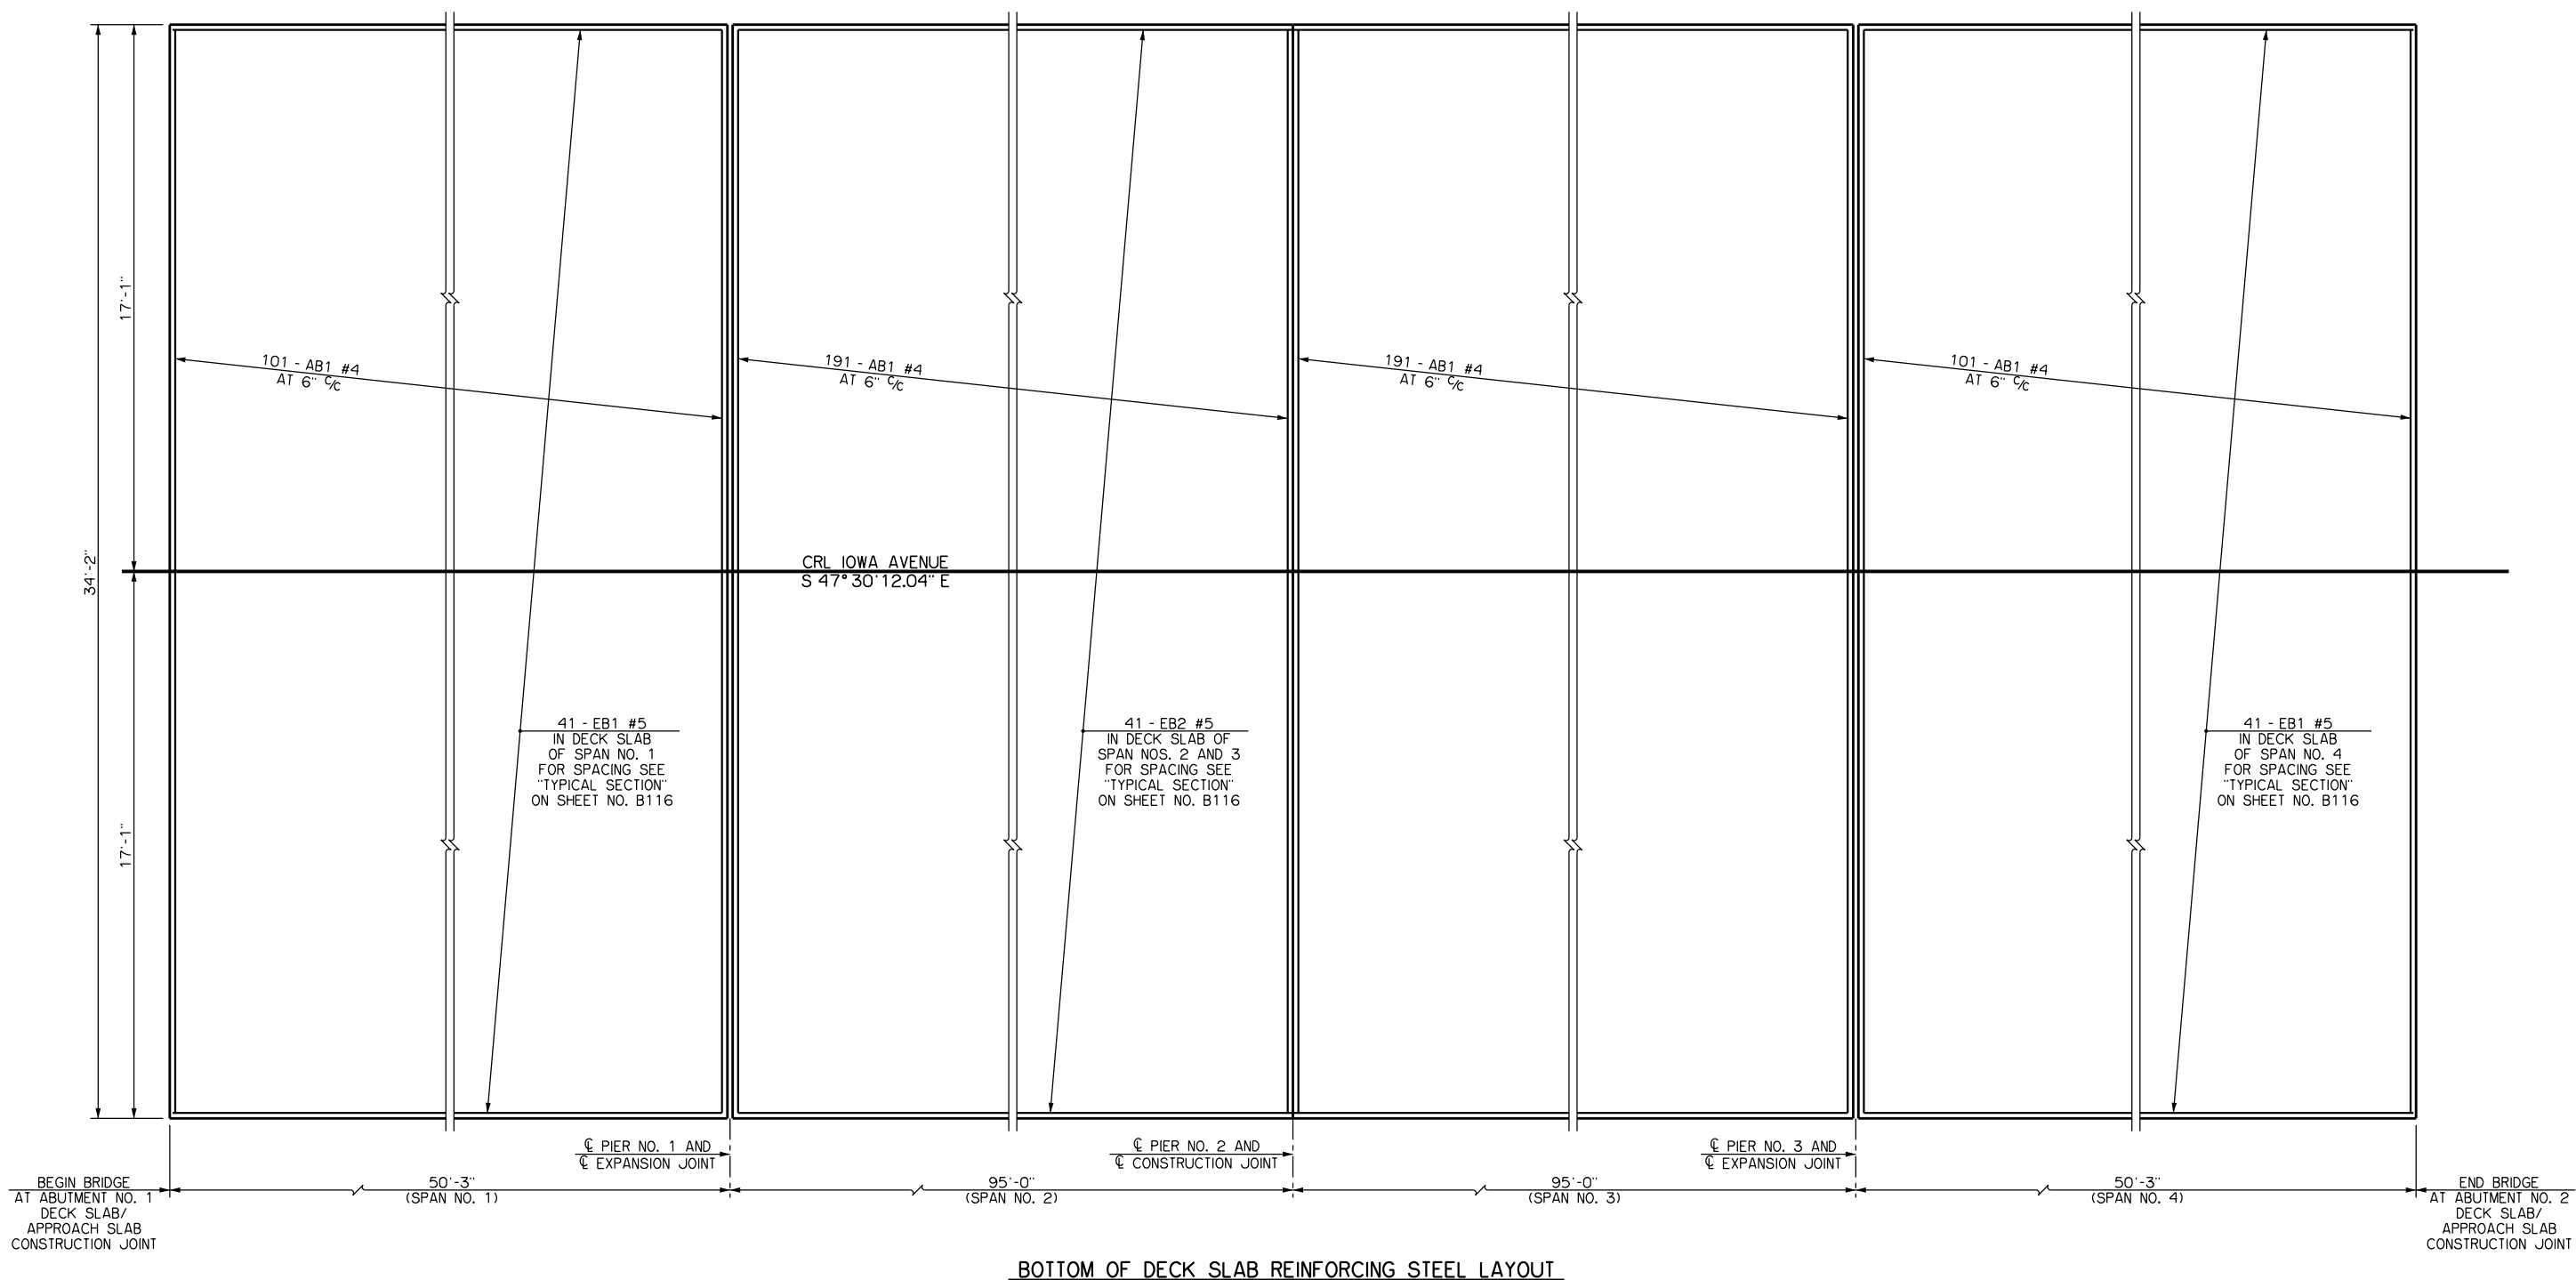 34'-2"
17'-1"
17'-1"
101 - AB1 #4
AT 6" C/C
191 - AB1 #4
AT 6" C/C
191 - AB1 #4
AT 6" C/C
101 - AB1 #4
AT 6" C/C
CRL IOWA AVENUE
S 47° 30' 12.04" E
41 - EB1 #5
IN DECK SLAB
OF SPAN NO. 1
FOR SPACING SEE
"TYPICAL SECTION"
ON SHEET NO. B116
41 - EB2 #5
IN DECK SLAB OF
SPAN NOS. 2 AND 3
FOR SPACING SEE
"TYPICAL SECTION"
ON SHEET NO. B116
41 - EB1 #5
IN DECK SLAB
OF SPAN NO. 4
FOR SPACING SEE
"TYPICAL SECTION"
ON SHEET NO. B116
℄ PIER NO. 1 AND
℄ EXPANSION JOINT
℄ PIER NO. 2 AND
℄ CONSTRUCTION JOINT
℄ PIER NO. 3 AND
℄ EXPANSION JOINT
BEGIN BRIDGE
AT ABUTMENT NO. 1
DECK SLAB/
APPROACH SLAB
CONSTRUCTION JOINT
50'-3"
(SPAN NO. 1)
95'-0"
(SPAN NO. 2)
95'-0"
(SPAN NO. 3)
50'-3"
(SPAN NO. 4)
END BRIDGE
AT ABUTMENT NO. 2
DECK SLAB/
APPROACH SLAB
CONSTRUCTION JOINT
BOTTOM OF DECK SLAB REINFORCING STEEL LAYOUT